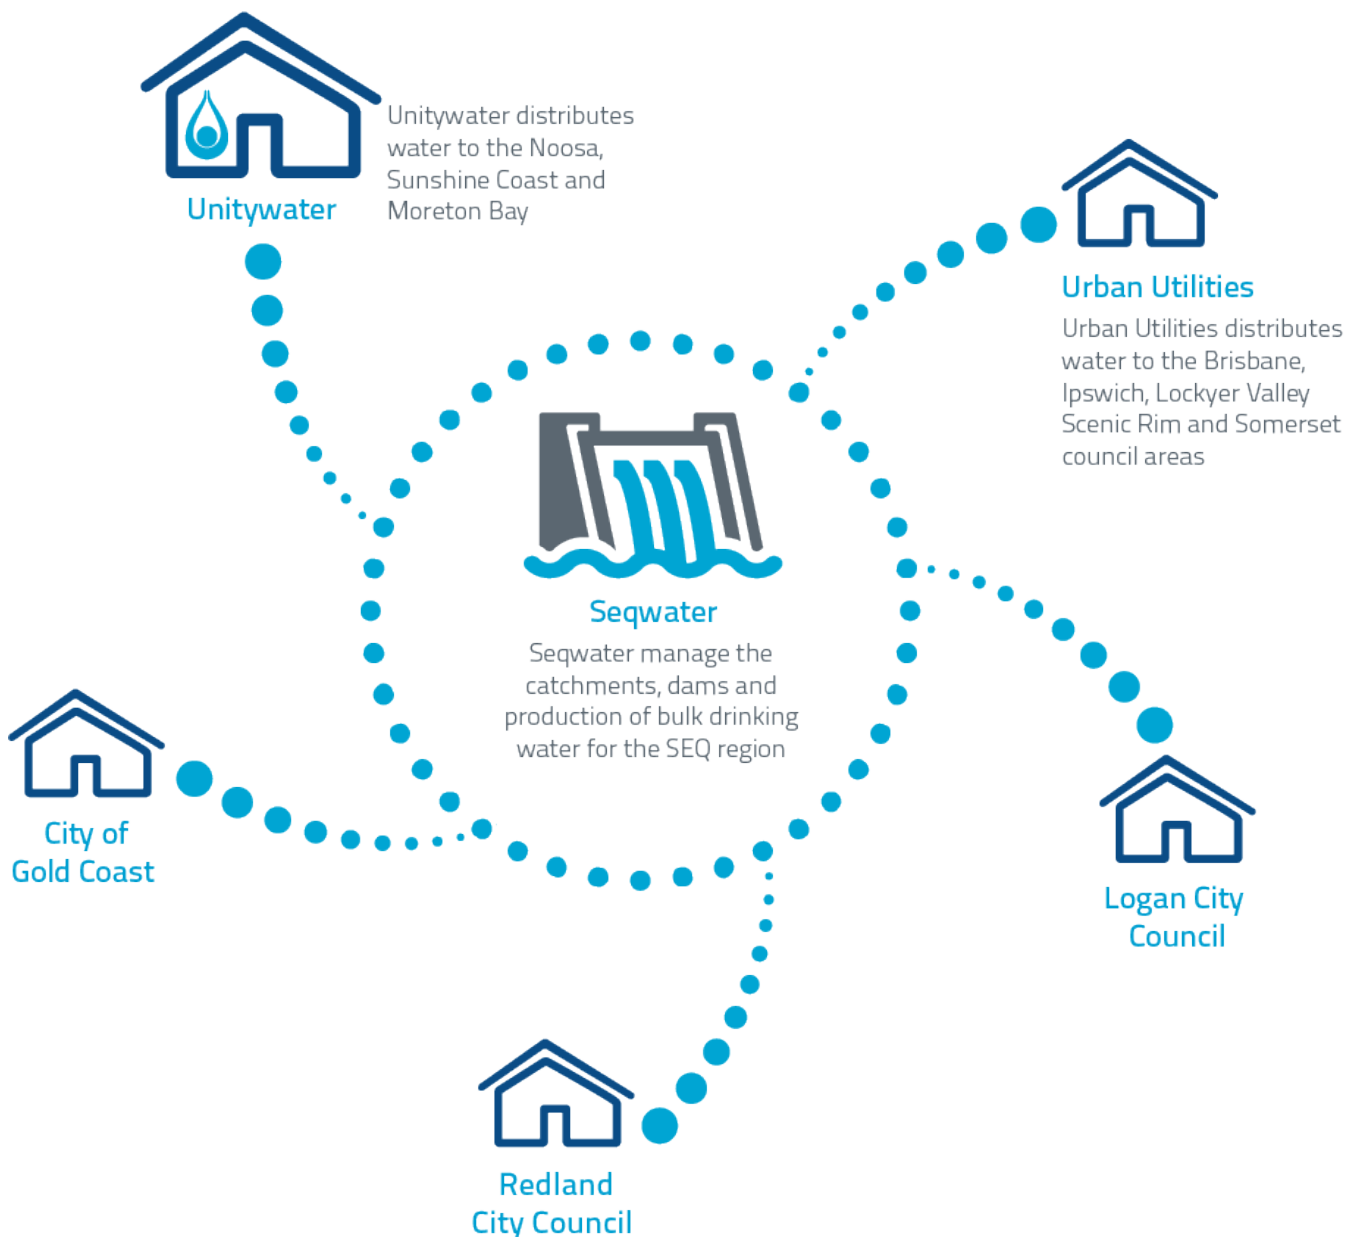 Unitywater
Unitywater distributes
water to the Noosa,
Sunshine Coast and
Moreton Bay
Urban Utilities
Urban Utilities distributes
water to the Brisbane,
Ipswich, Lockyer Valley
Scenic Rim and Somerset
council areas
Seqwater
Seqwater manage the
catchments, dams and
production of bulk drinking
water for the SEQ region
City of
Gold Coast
Logan City
Council
Redland
City Council